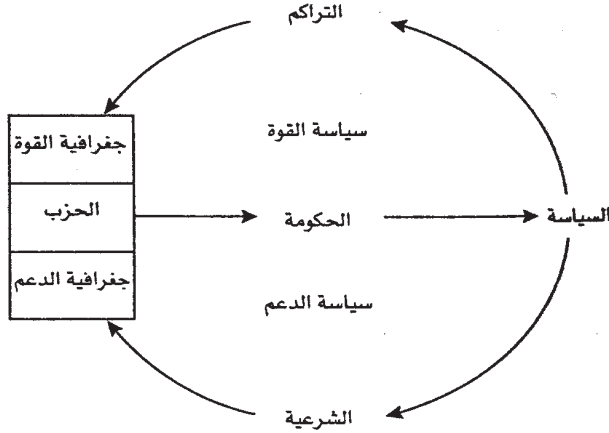 التراكم
سياسة القوة
جغرافية القوة
الحزب
الحكومة
السياسة
جغرافية الدعم
سياسة الدعم
الشرعية